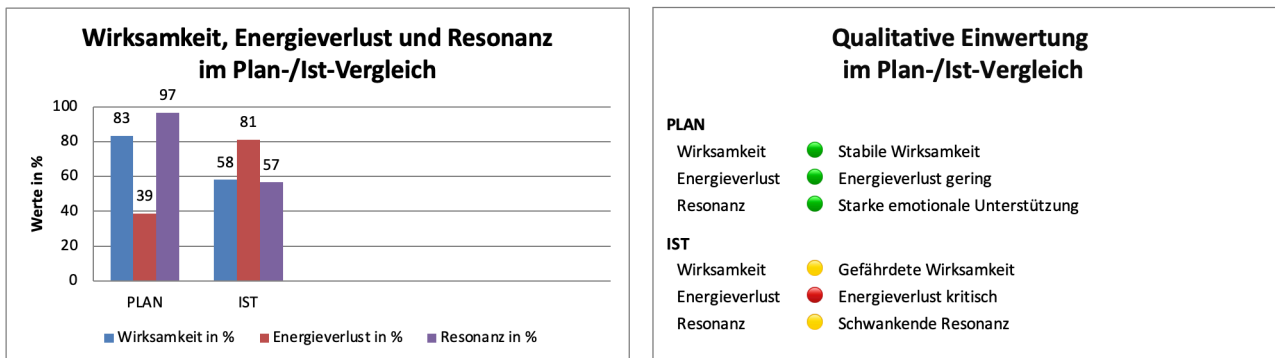 Wirksamkeit, Energieverlust und Resonanz
im Plan-/Ist-Vergleich
Werte in %
100
80
60
40
20
0
83
39
97
58
81
57
PLAN
IST
Wirksamkeit in %
Energieverlust in %
Resonanz in %
Qualitative Einwertung
im Plan-/Ist-Vergleich
PLAN
Wirksamkeit Stabile Wirksamkeit
Energieverlust Energieverlust gering
Resonanz Starke emotionale Unterstützung
IST
Wirksamkeit Gefährdete Wirksamkeit
Energieverlust Energieverlust kritisch
Resonanz Schwankende Resonanz